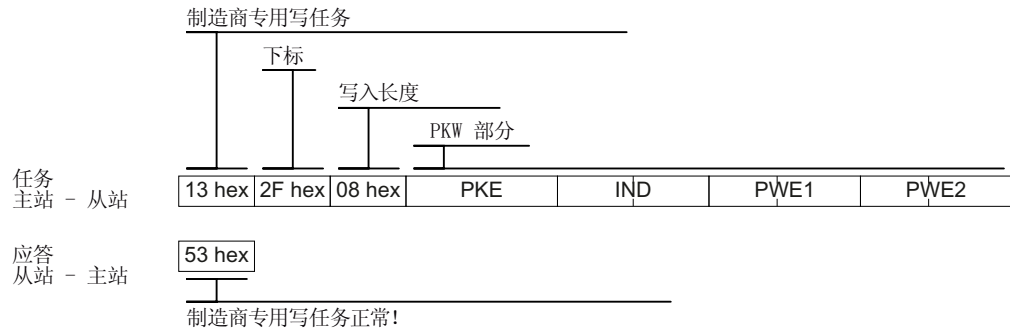 制造商专用写任务
下标
写入长度
PKW 部分
任务
主站 - 从站
13 hex 2F hex 08 hex PKE IND PWE1 PWE2
应答
从站 - 主站
53 hex
制造商专用写任务正常!